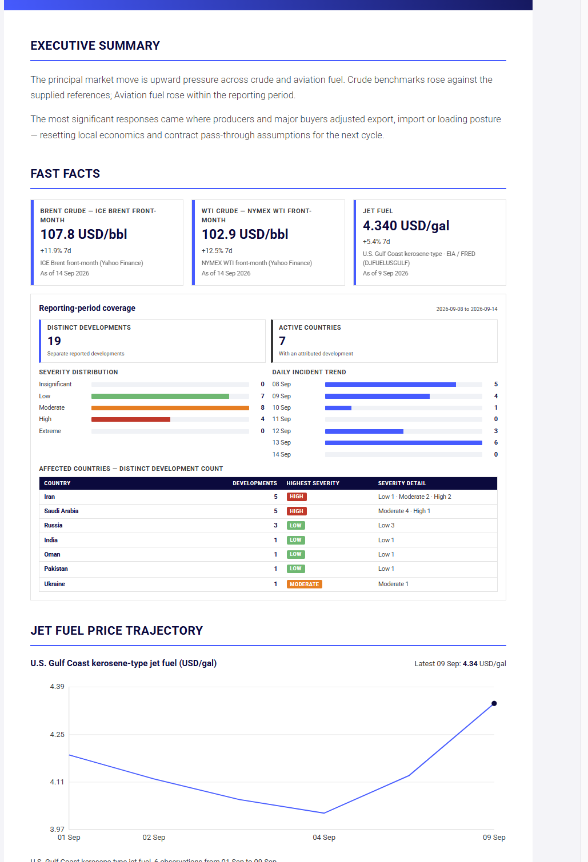 EXECUTIVE SUMMARY
The principal market move is upward pressure across crude and aviation fuel. Crude benchmarks rose against the
supplied references, Aviation fuel rose within the reporting period.
The most significant responses came where producers and major buyers adjusted export, import or loading posture
— resetting local economics and contract pass-through assumptions for the next cycle.
FAST FACTS
BRENT CRUDE — ICE BRENT FRONT-
MONTH
107.8 USD/bbl
+11.0% 7d
ICE Brent front-month (Yahoo Finance)
As of 14 Sep 2026
WTI CRUDE — NYMEX WTI FRONT-
MONTH
102.9 USD/bbl
+12.5% 7d
NYMEX WTI front-month (Yahoo Finance)
As of 14 Sep 2026
JET FUEL
4.340 USD/gal
+5.4% 7d
U.S. Gulf Coast kerosene-type · EIA / FRED
(DJFUELUSGULF)
As of 9 Sep 2026
Reporting-period coverage
2026-09-08 to 2026-09-14
DISTINCT DEVELOPMENTS
19
Separate reported developments
ACTIVE COUNTRIES
7
With an attributed development
SEVERITY DISTRIBUTION
Insignificant 0
Low 7
Moderate 8
High 4
Extreme 0
DAILY INCIDENT TREND
08 Sep 5
09 Sep 4
10 Sep 1
11 Sep 0
12 Sep 3
13 Sep 6
14 Sep 0
AFFECTED COUNTRIES — DISTINCT DEVELOPMENT COUNT
COUNTRY DEVELOPMENTS HIGHEST SEVERITY SEVERITY DETAIL
Iran 5 HIGH Low 1 · Moderate 2 · High 2
Saudi Arabia 5 HIGH Moderate 4 · High 1
Russia 3 LOW Low 3
India 1 LOW Low 1
Oman 1 LOW Low 1
Pakistan 1 LOW Low 1
Ukraine 1 MODERATE Moderate 1
JET FUEL PRICE TRAJECTORY
U.S. Gulf Coast kerosene-type jet fuel (USD/gal)
Latest 09 Sep: 4.34 USD/gal
4.39
4.25
4.11
3.97
01 Sep 02 Sep 04 Sep 09 Sep
U.S. Gulf Coast kerosene-type jet fuel: 6 observations from 01 Sep to 09 Sep.